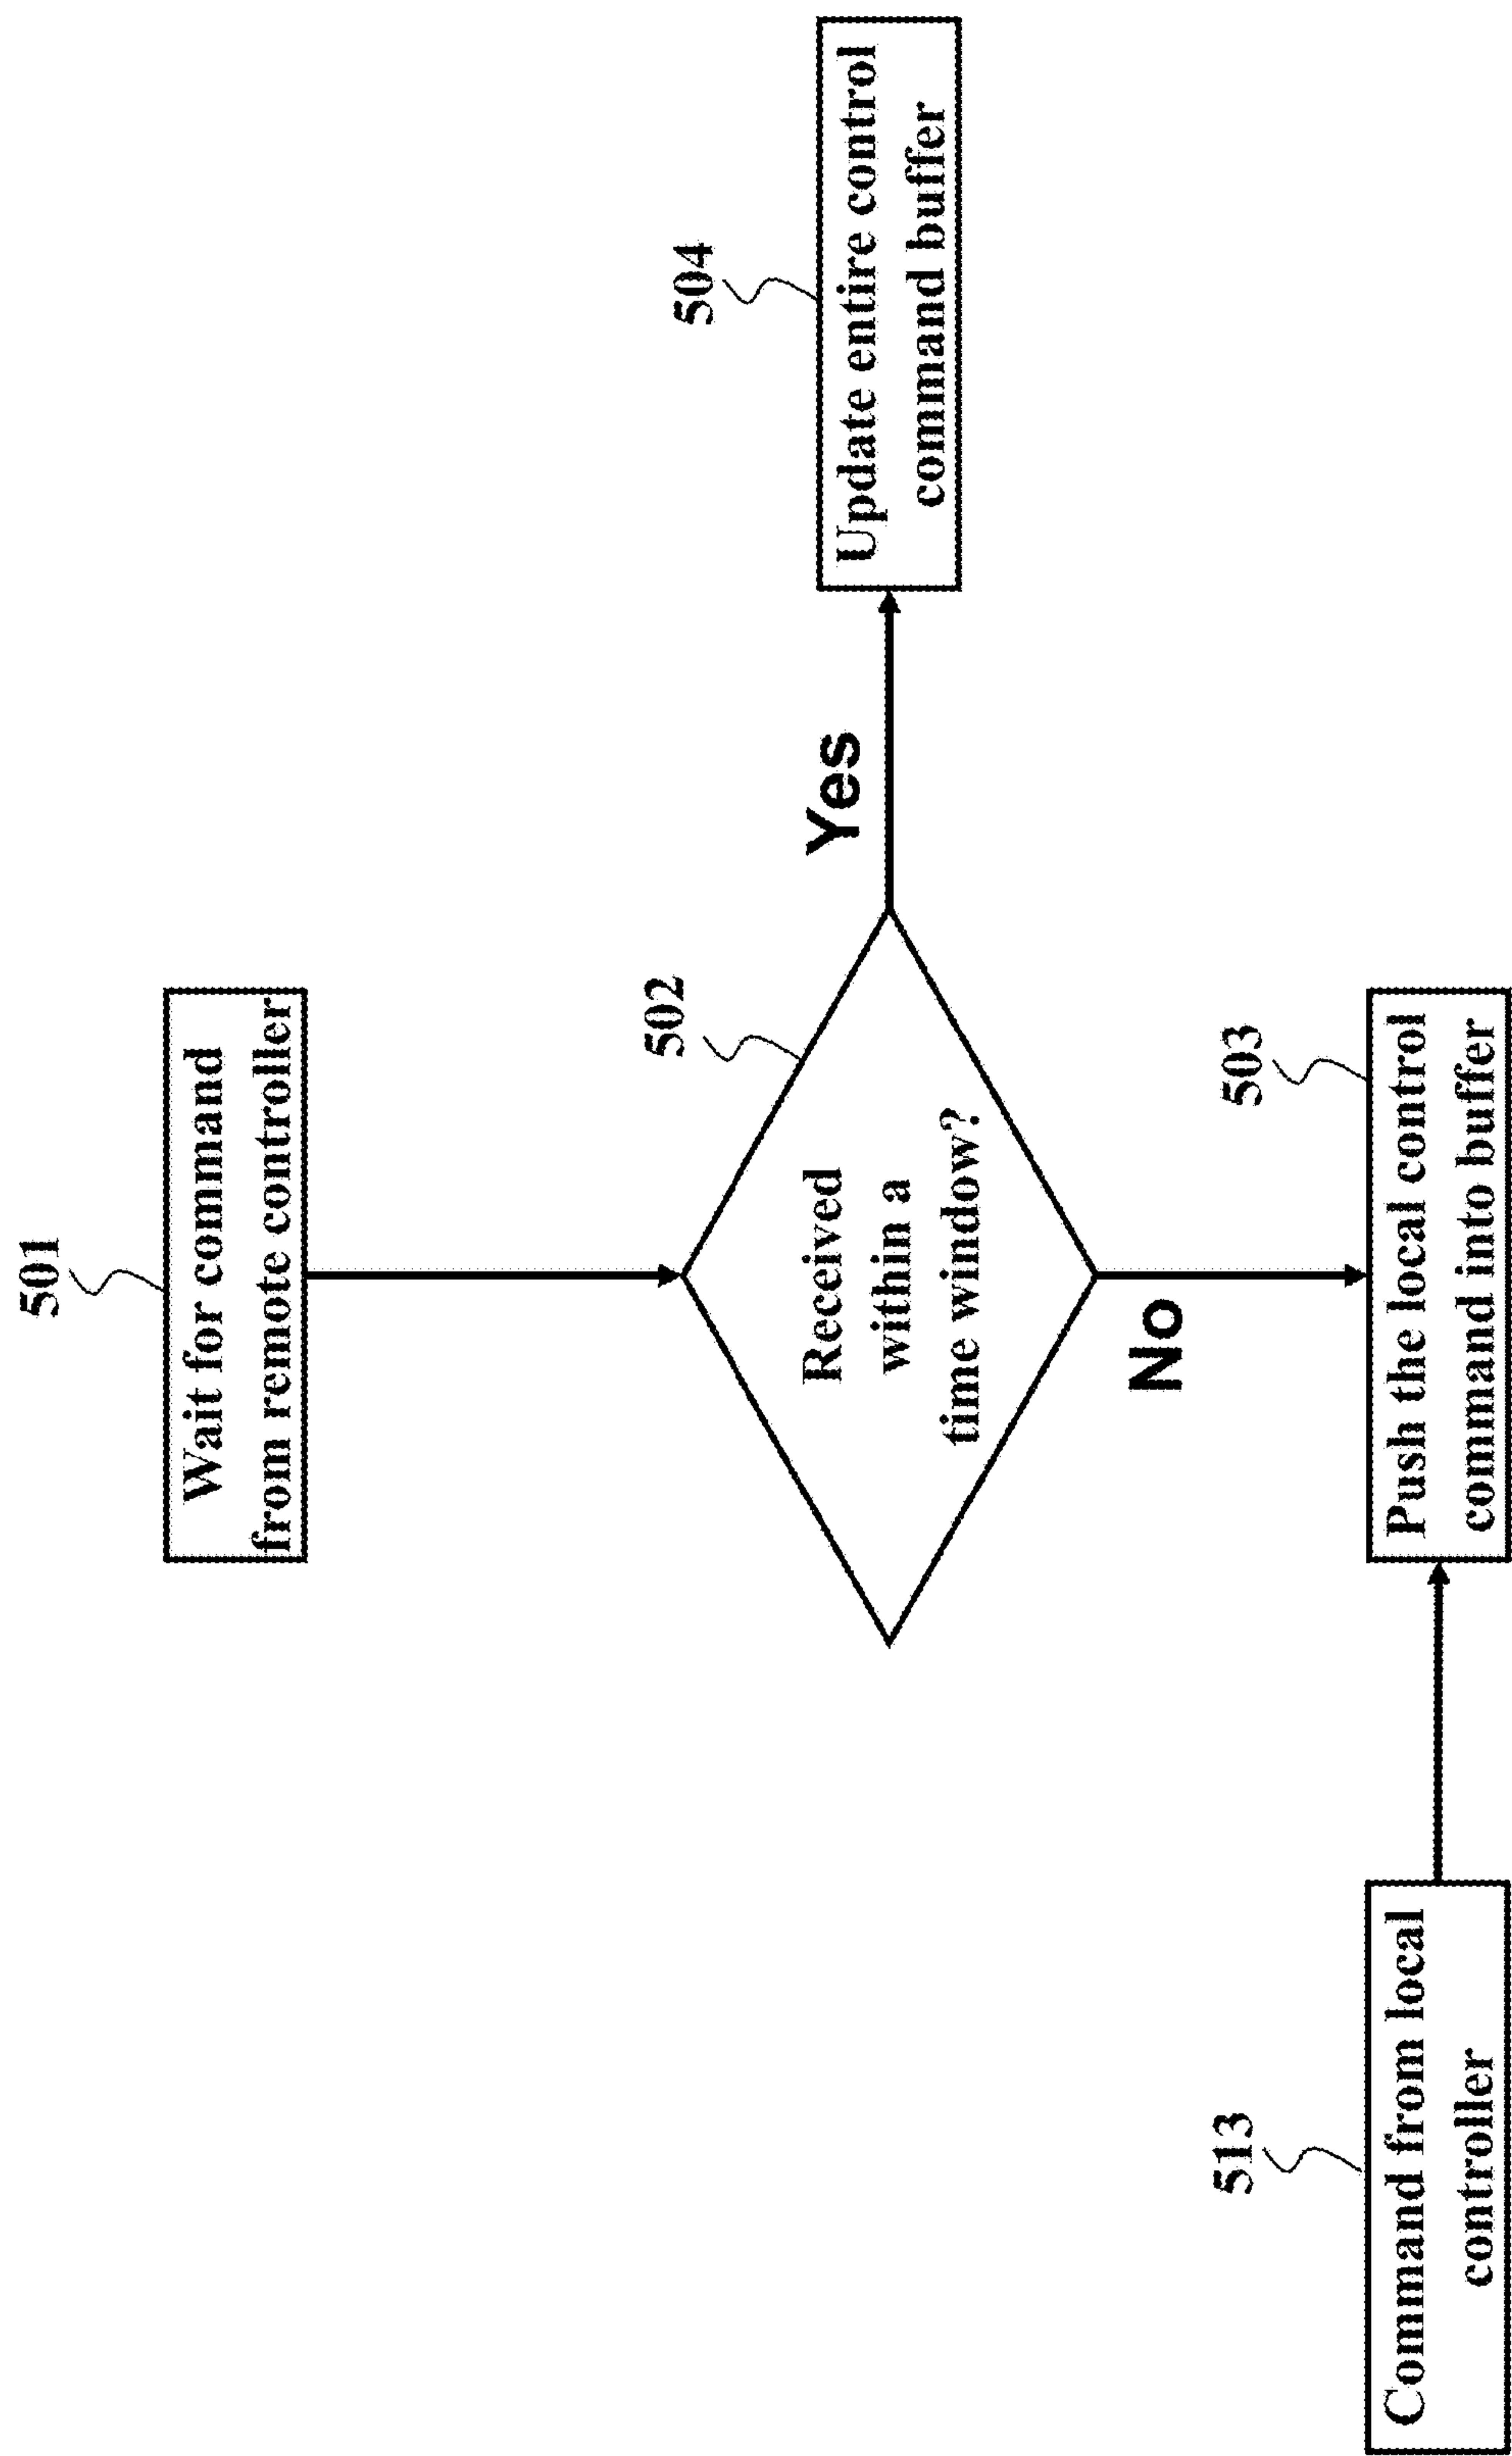 501
Wait for command
from remote controller
502
Received
within a
time window?
Yes
504
Update entire control
command buffer
No
513
Command from local
controller
503
Push the local control
command into buffer